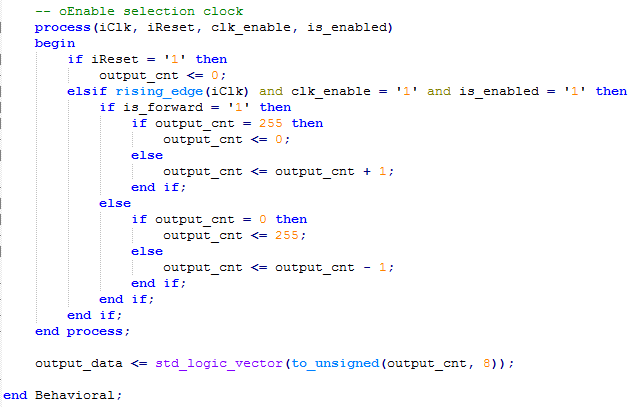 -- oEnable selection clock
process(iClk, iReset, clk_enable, is_enabled)
begin
    if iReset = '1' then
        output_cnt <= 0;
    elsif rising_edge(iClk) and clk_enable = '1' and is_enabled = '1' then
        if is_forward = '1' then
            if output_cnt = 255 then
                output_cnt <= 0;
            else
                output_cnt <= output_cnt + 1;
            end if;
        else
            if output_cnt = 0 then
                output_cnt <= 255;
            else
                output_cnt <= output_cnt - 1;
            end if;
        end if;
    end if;
end process;
output_data <= std_logic_vector(to_unsigned(output_cnt, 8));
end Behavioral;